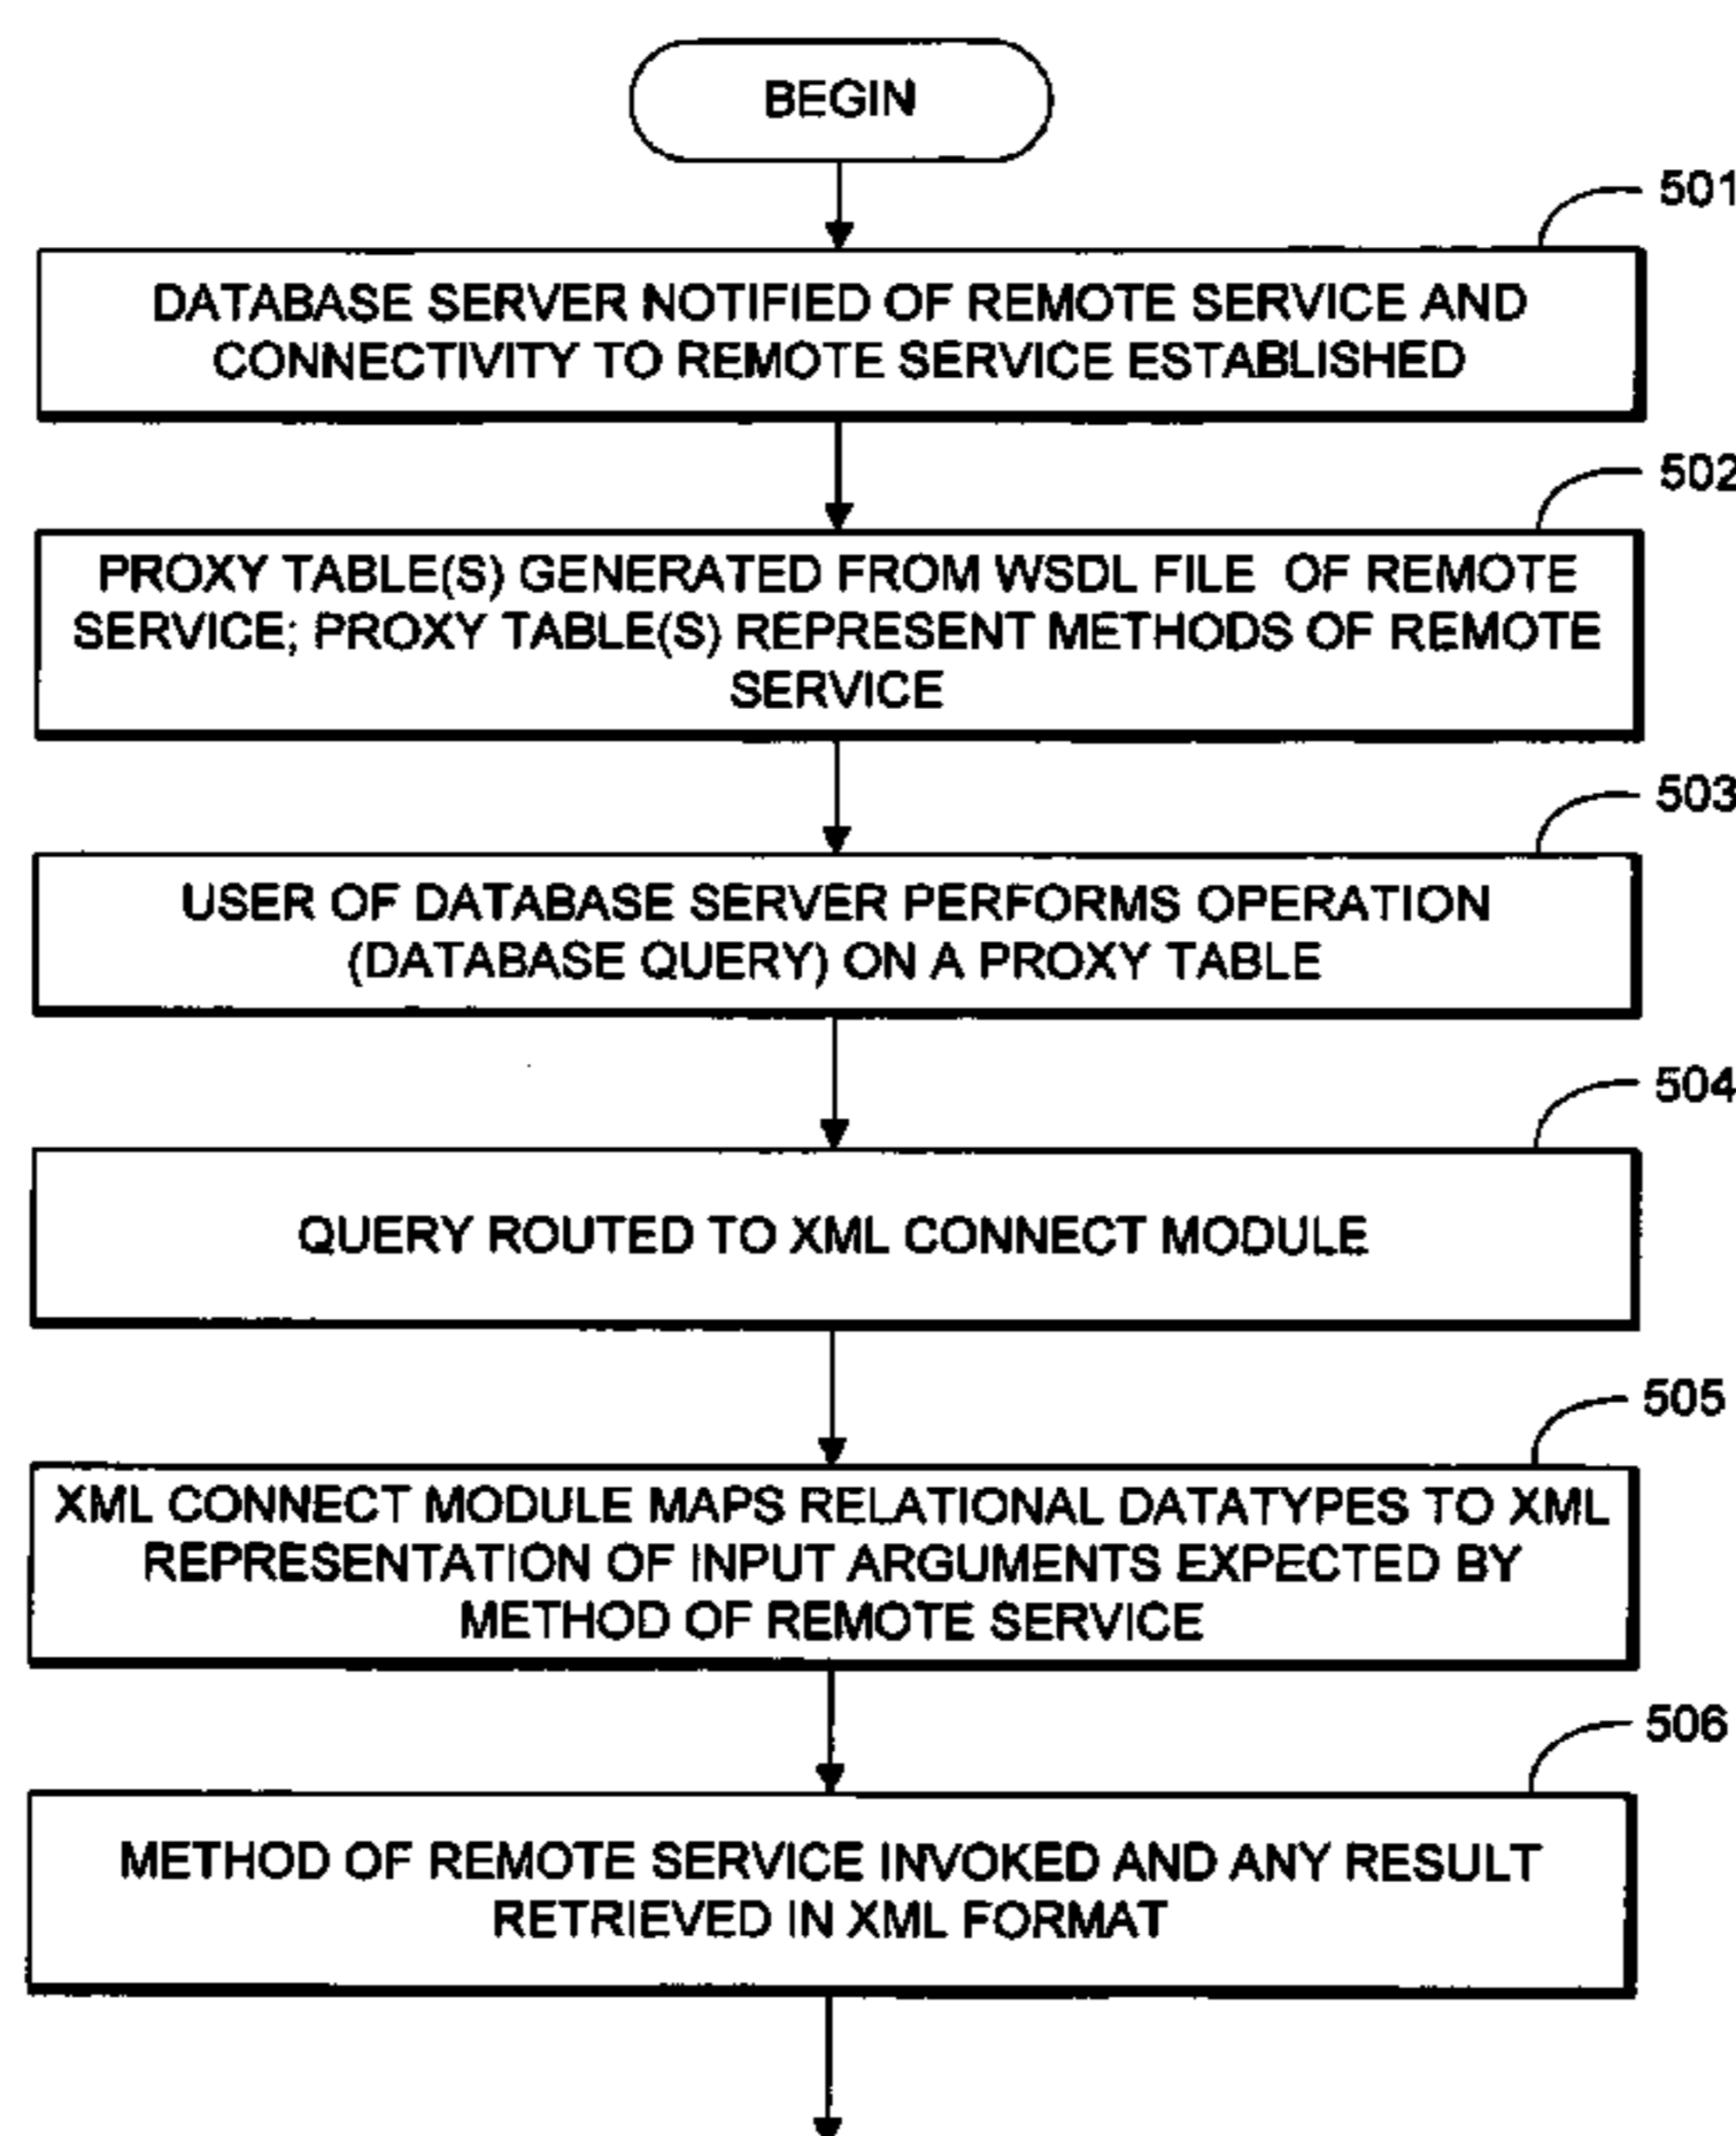 BEGIN
501
DATABASE SERVER NOTIFIED OF REMOTE SERVICE AND
CONNECTIVITY TO REMOTE SERVICE ESTABLISHED
502
PROXY TABLE(S) GENERATED FROM WSDL FILE OF REMOTE
SERVICE; PROXY TABLE(S) REPRESENT METHODS OF REMOTE
SERVICE
503
USER OF DATABASE SERVER PERFORMS OPERATION
(DATABASE QUERY) ON A PROXY TABLE
504
QUERY ROUTED TO XML CONNECT MODULE
505
XML CONNECT MODULE MAPS RELATIONAL DATATYPES TO XML
REPRESENTATION OF INPUT ARGUMENTS EXPECTED BY
METHOD OF REMOTE SERVICE
506
METHOD OF REMOTE SERVICE INVOKED AND ANY RESULT
RETRIEVED IN XML FORMAT